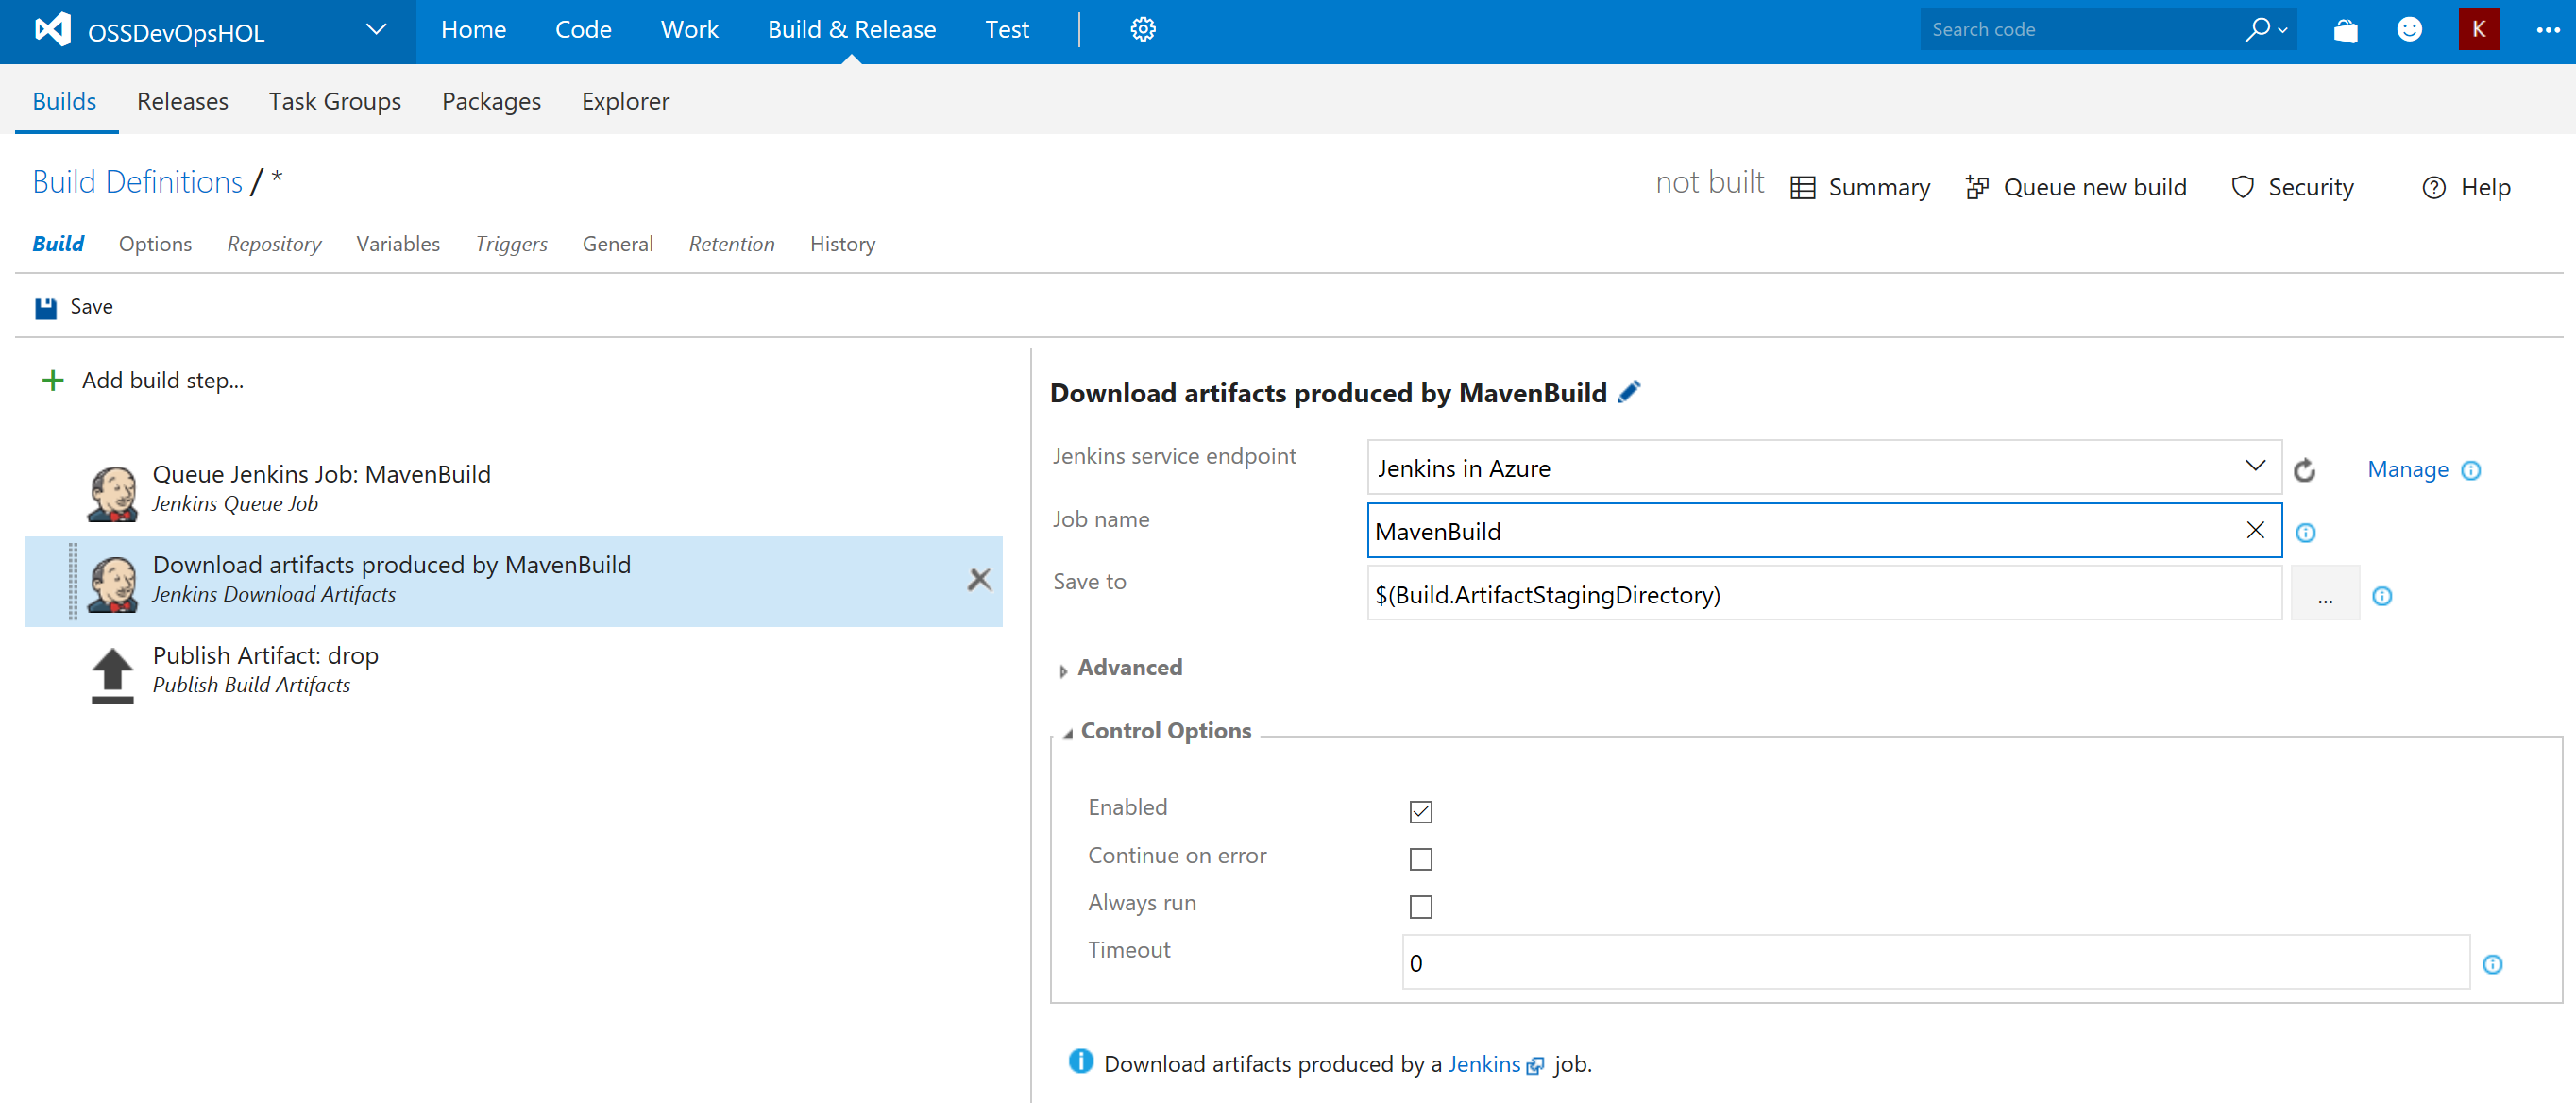 OSSDevOpsHOL Home Code Work Build & Release Test Search code K ...
Builds Releases Task Groups Packages Explorer
Build Definitions / * not built Summary Queue new build Security Help
Build Options Repository Variables Triggers General Retention History
Save
Add build step...
Queue Jenkins Job: MavenBuild
Jenkins Queue Job
Download artifacts produced by MavenBuild
Jenkins Download Artifacts
Publish Artifact: drop
Publish Build Artifacts
Download artifacts produced by MavenBuild
Jenkins service endpoint Jenkins in Azure Manage
Job name MavenBuild
Save to $(Build.ArtifactStagingDirectory) ...
Advanced
Control Options
Enabled
Continue on error
Always run
Timeout 0
Download artifacts produced by a Jenkins job.